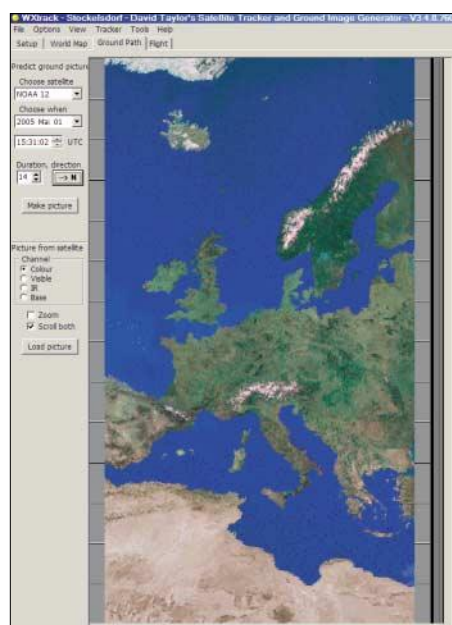 WXtrack - Stockelsdorf - David Taylor's Satellite Tracker and Ground Image Generator - V3.4.8.760
File Options View Tracker Tools Help
Setup World Map Ground Path Flight
Predict ground picture
Choose satellite
NOAA 12
Choose when
2005 Mai 01
15:31:02 UTC
Duration, direction
14 --> N
Make picture
Picture from satellite
Channel
Colour
Visible
IR
Base
Zoom
Scroll both
Load picture